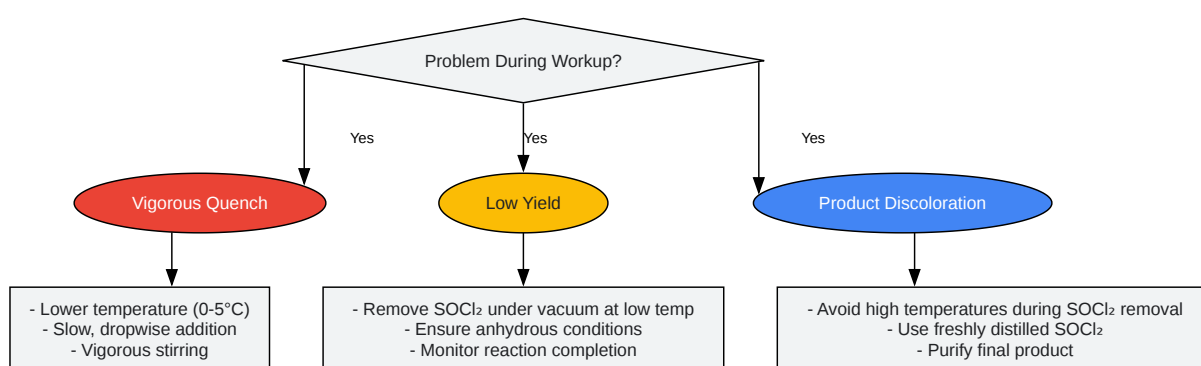 Problem During Workup?
Yes
Yes
Yes
Vigorous Quench
Low Yield
Product Discoloration
- Lower temperature (0-5°C)
- Slow, dropwise addition
- Vigorous stirring
- Remove SOCl₂ under vacuum at low temp
- Ensure anhydrous conditions
- Monitor reaction completion
- Avoid high temperatures during SOCl₂ removal
- Use freshly distilled SOCl₂
- Purify final product